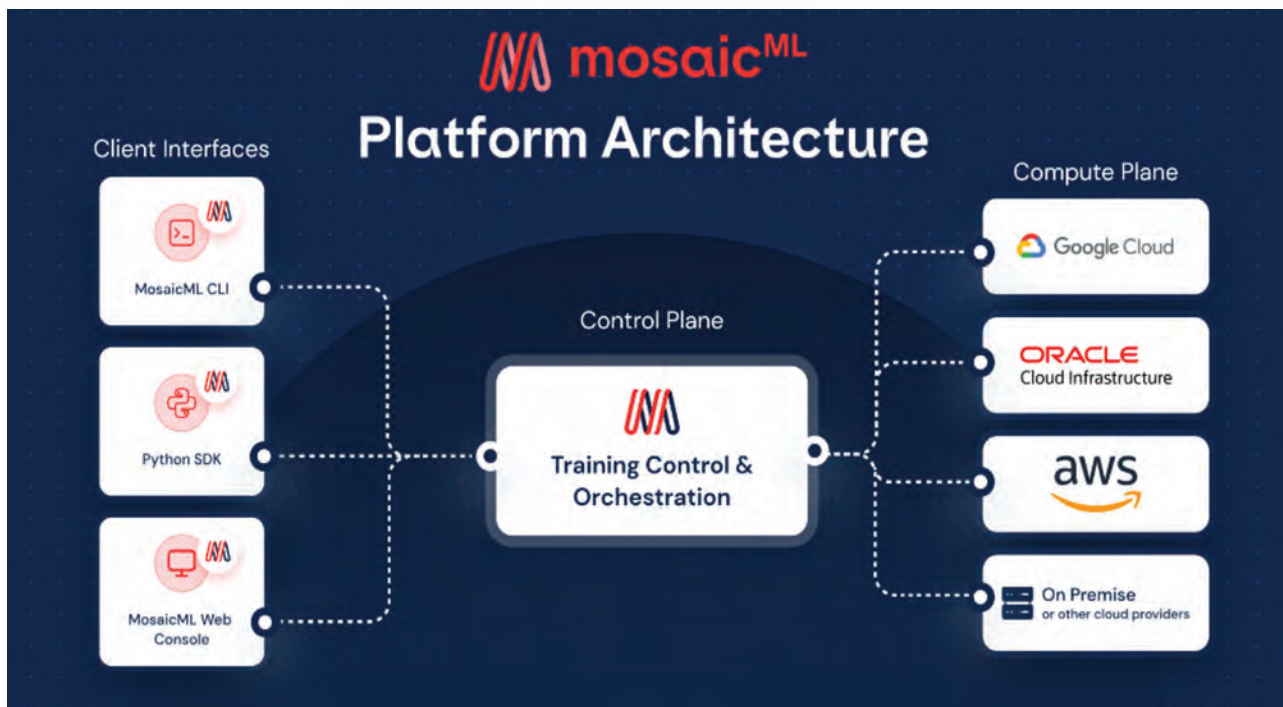 mosaicML
Platform Architecture
Client Interfaces
MosaicML CLI
Python SDK
MosaicML Web
Console
Control Plane
Training Control &
Orchestration
Compute Plane
Google Cloud
ORACLE
Cloud Infrastructure
aws
On Premise
or other cloud providers